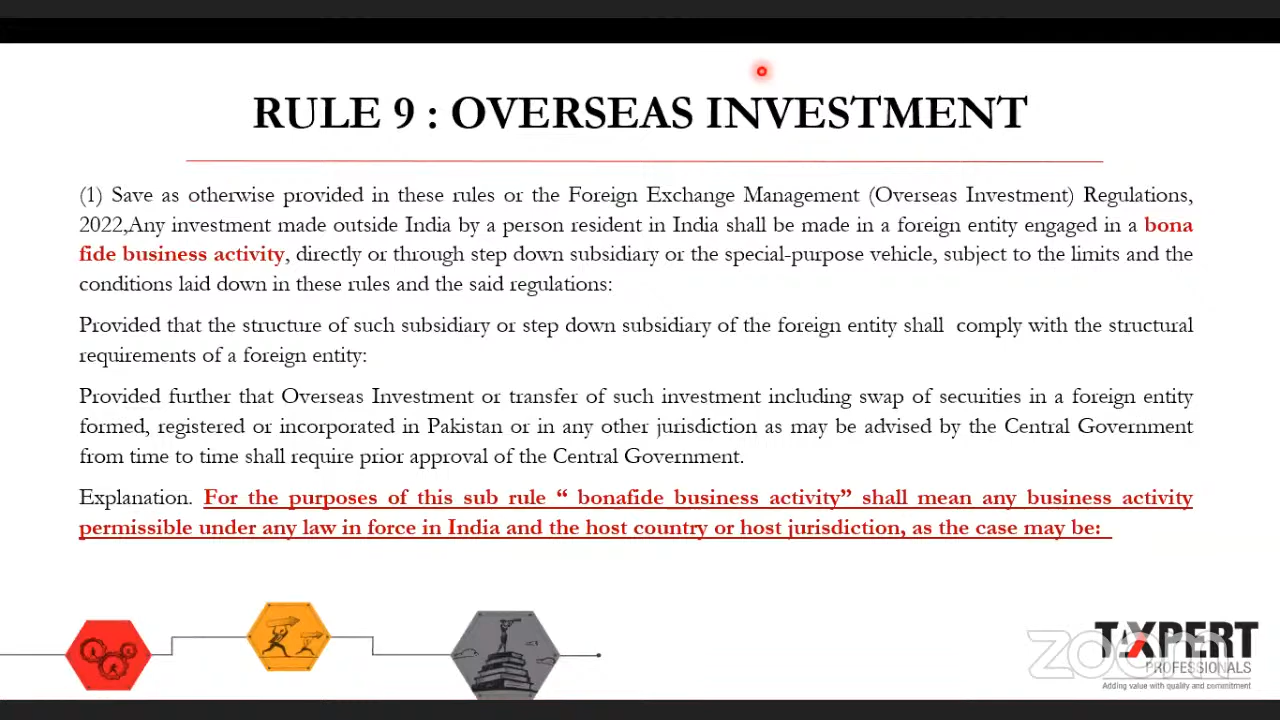 RULE 9 : OVERSEAS INVESTMENT
(1) Save as otherwise provided in these rules or the Foreign Exchange Management (Overseas Investment) Regulations,
2022,Any investment made outside India by a person resident in India shall be made in a foreign entity engaged in a bona
fide business activity, directly or through step down subsidiary or the special-purpose vehicle, subject to the limits and the
conditions laid down in these rules and the said regulations:
Provided that the structure of such subsidiary or step down subsidiary of the foreign entity shall comply with the structural
requirements of a foreign entity:
Provided further that Overseas Investment or transfer of such investment including swap of securities in a foreign entity
formed, registered or incorporated in Pakistan or in any other jurisdiction as may be advised by the Central Government
from time to time shall require prior approval of the Central Government.
Explanation. For the purposes of this sub rule “ bonafide business activity” shall mean any business activity
permissible under any law in force in India and the host country or host jurisdiction, as the case may be:
TAXPERT
zoom
PROFESSIONALS
Adding value with quality and commitment